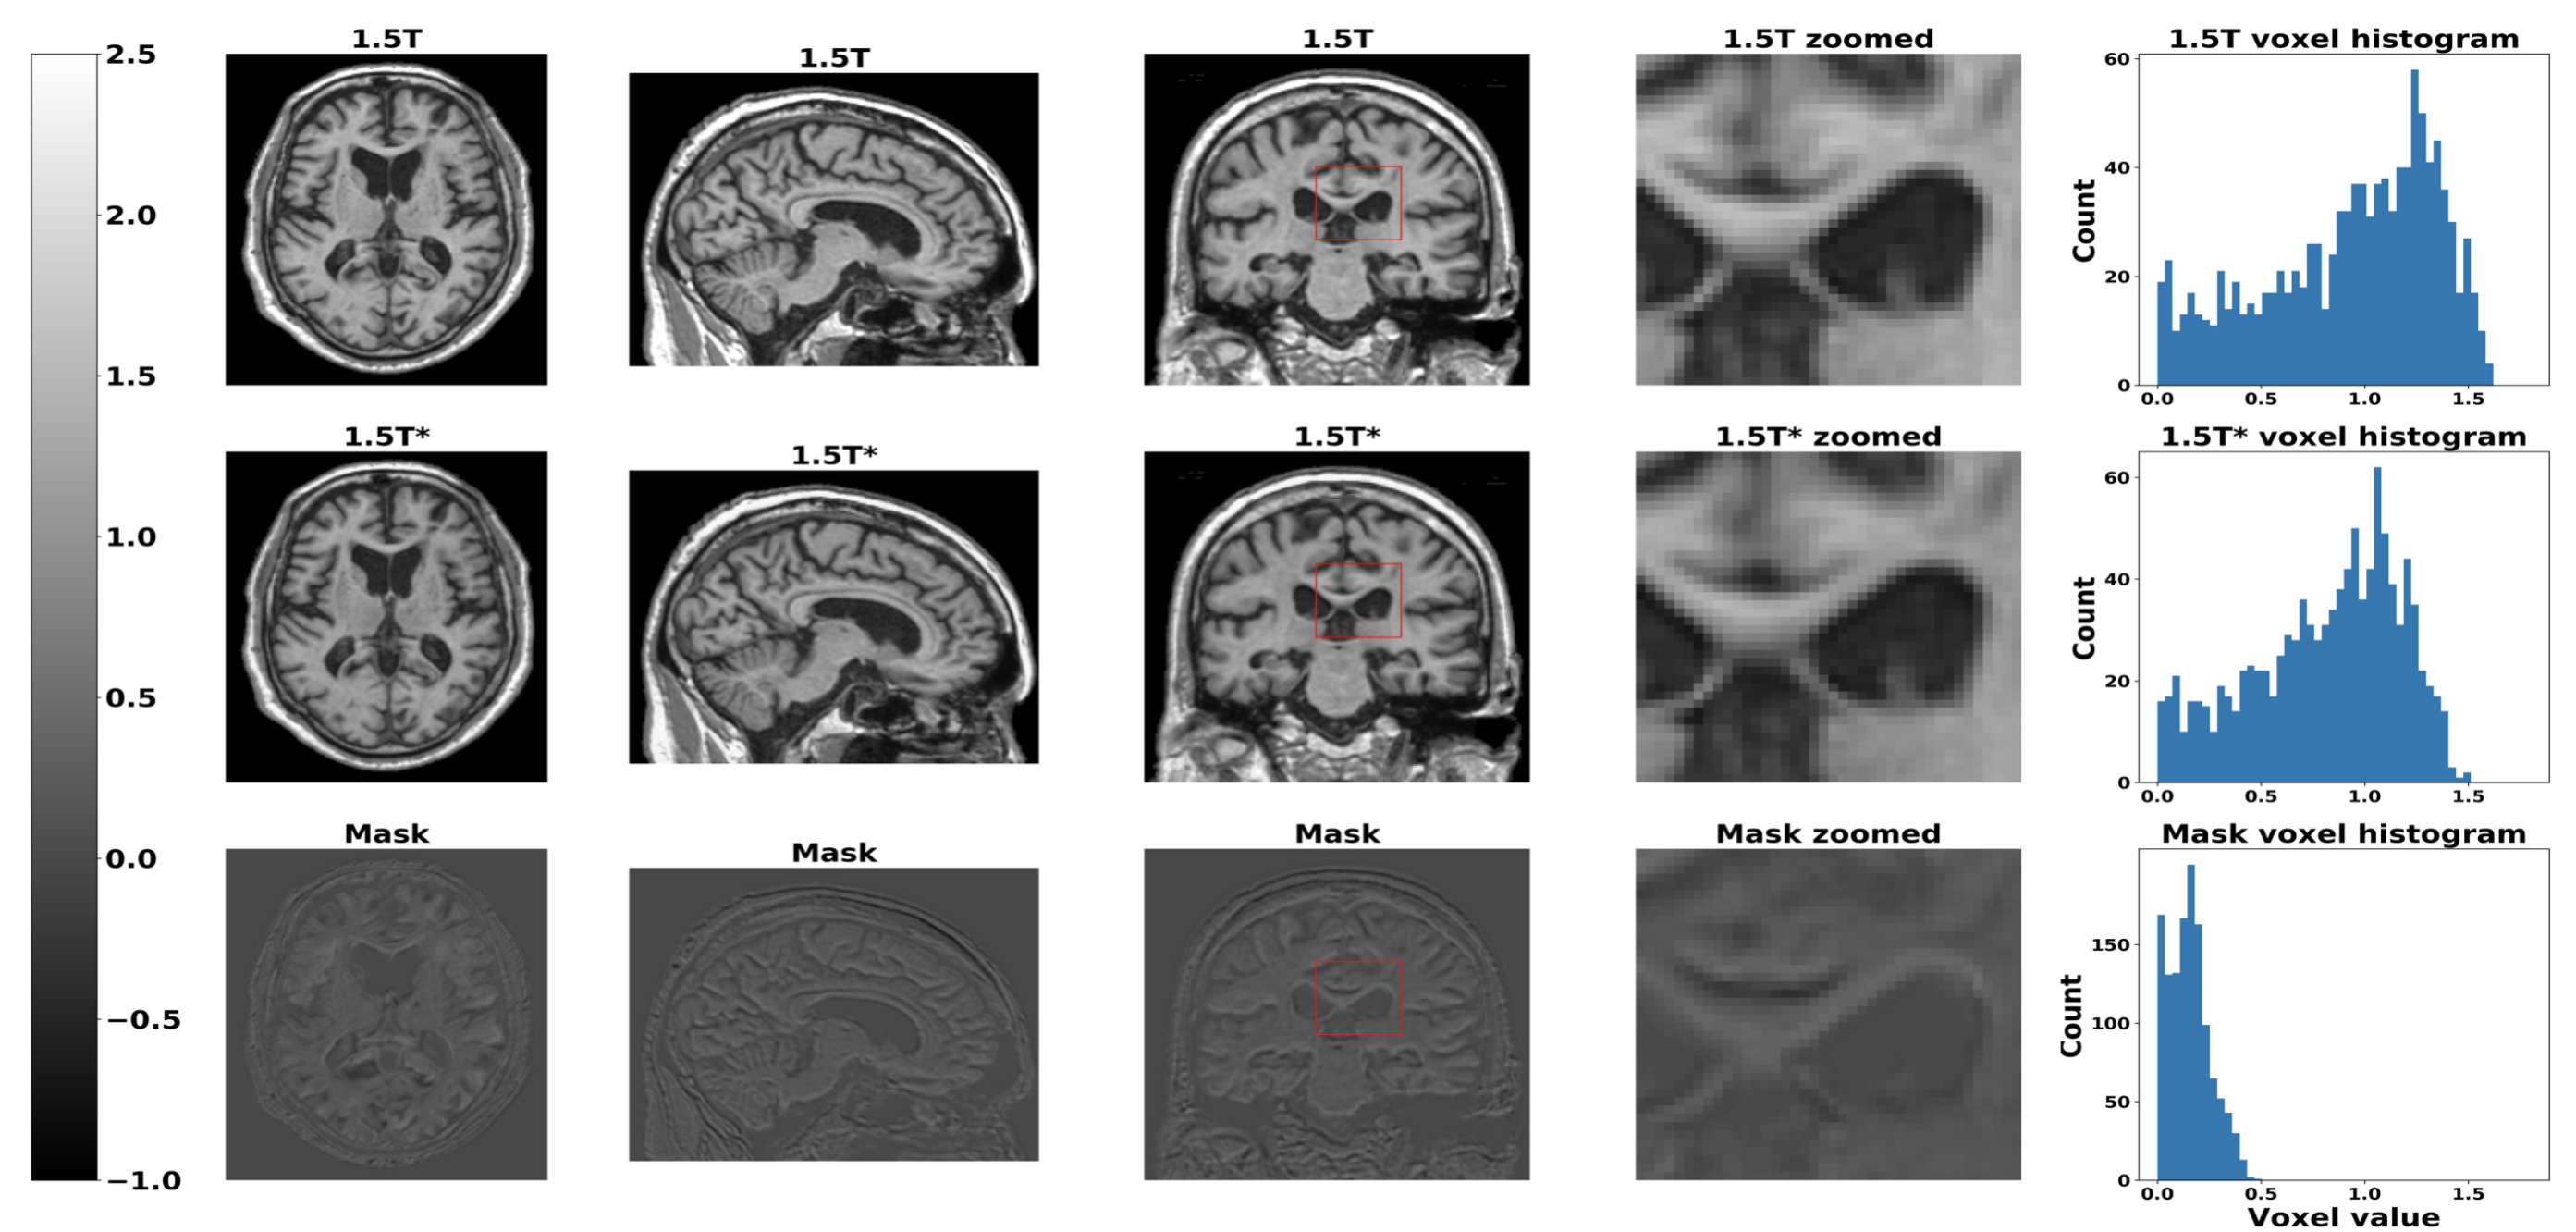 1.5T
1.5T
1.5T
1.5T zoomed
1.5T voxel histogram
2.5
2.0
1.5
1.0
0.5
0.0
−0.5
−1.0
60
40
20
0
Count
0.0 0.5 1.0 1.5
1.5T*
1.5T*
1.5T*
1.5T* zoomed
1.5T* voxel histogram
60
40
20
0
Count
0.0 0.5 1.0 1.5
Mask
Mask
Mask
Mask zoomed
Mask voxel histogram
150
100
50
0
Count
0.0 0.5 1.0 1.5
Voxel value